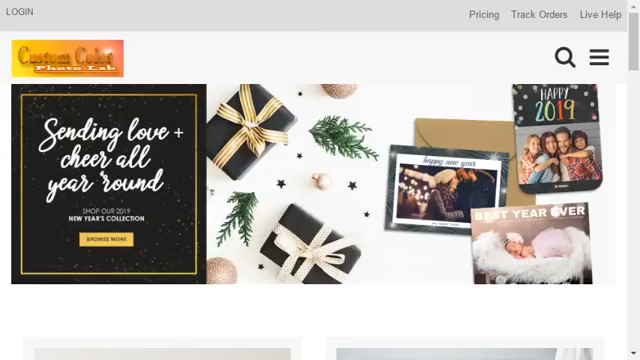 LOGIN
Pricing
Track Orders
Live Help
Custom Color
Photo Lab
Sending love +
cheer all
year 'round
SHOP OUR 2019
NEW YEAR'S COLLECTION
BROWSE MORE
happy new year
HAPPY
2019
BEST YEAR EVER